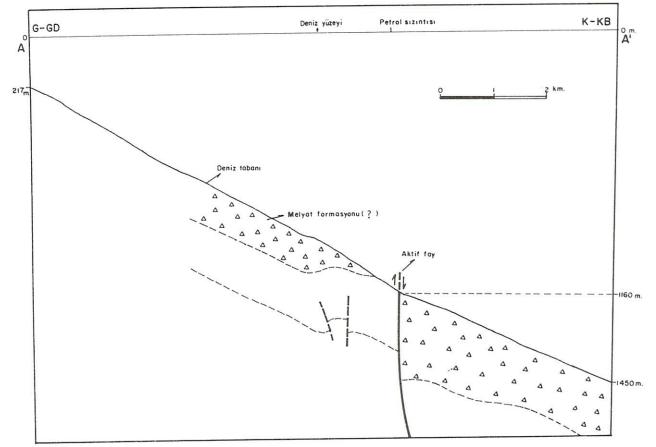 G-GD
Deniz yüzeyi
Petrol sızıntısı
K-KB
0
A
0 m.
A'
217m
0 1 2 km.
Deniz tabanı
Melyat formasyonu (?)
Aktif fay
1160 m.
1450 m.